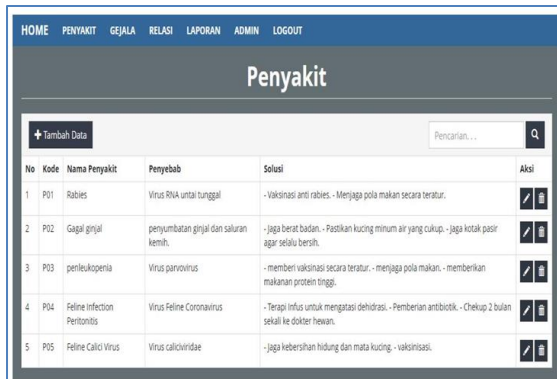 HOME PENYAKIT GEJALA RELASI LAPORAN ADMIN LOGOUT
Penyakit
Tambah Data Pencarian. . .
No Kode Nama Penyakit Penyebab Solusi Aksi
1 P01 Rabies Virus RNA untai tunggal - Vaksinasi anti rabies. - Menjaga pola makan secara teratur.
2 P02 Gagal ginjal penyumbatan ginjal dan saluran - Jaga berat badan. - Pastikan kucing minum air yang cukup. - Jaga kotak pasir
kemih. agar selalu bersih.
3 P03 penleukopenia Virus parvovirus - memberi vaksinasi secara teratur. - menjaga pola makan. - memberikan
makanan protein tinggi.
4 P04 Feline Infection Virus Feline Coronavirus - Terapi Infus untuk mengatasi dehidrasi. - Pemberian antibiotik. - Chekup 2 bulan
Peritonitis sekali ke dokter hewan.
5 P05 Feline Calici Virus Virus caliciviridae - Jaga kebersihan hidung dan mata kucing. - vaksinisasi.